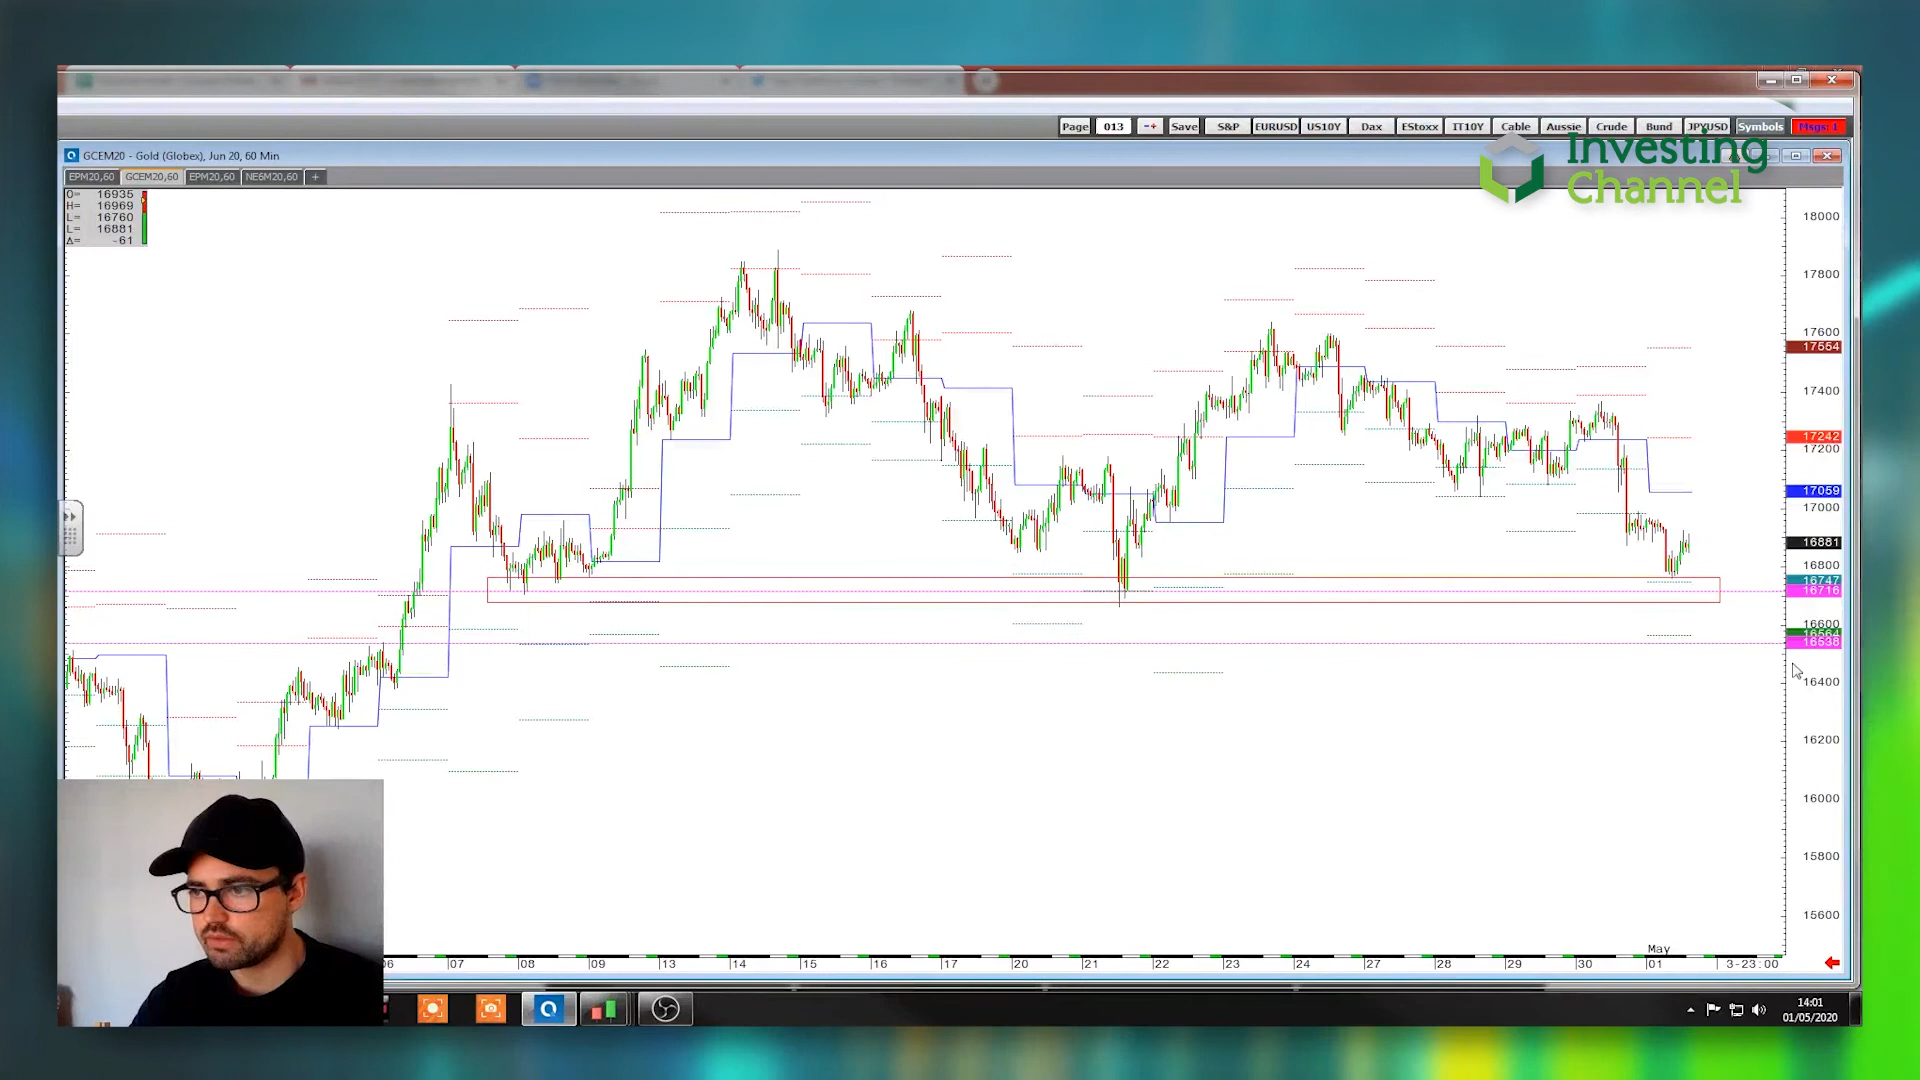 Page 013 -+ Save S&P EURUSD US10Y Dax EStoxx IT10Y Cable Aussie Crude Bund JPYUSD Symbols Msgs: 1
Investing
Channel
GCEM20 - Gold (Globex), Jun 20, 60 Min
EPM20,60 GCEM20,60 EPM20,60 NE6M20,60 +
O= 16935
H= 16969
L= 16760
L= 16881
Δ= -61
18000
17800
17600
17554
17400
17242
17200
17059
17000
16881
16800
16747
16716
16600
16564
16538
16400
16200
16000
15800
15600
May
06 07 08 09 13 14 15 16 17 20 21 22 23 24 27 28 29 30 01 3-23:00
14:01
01/05/2020